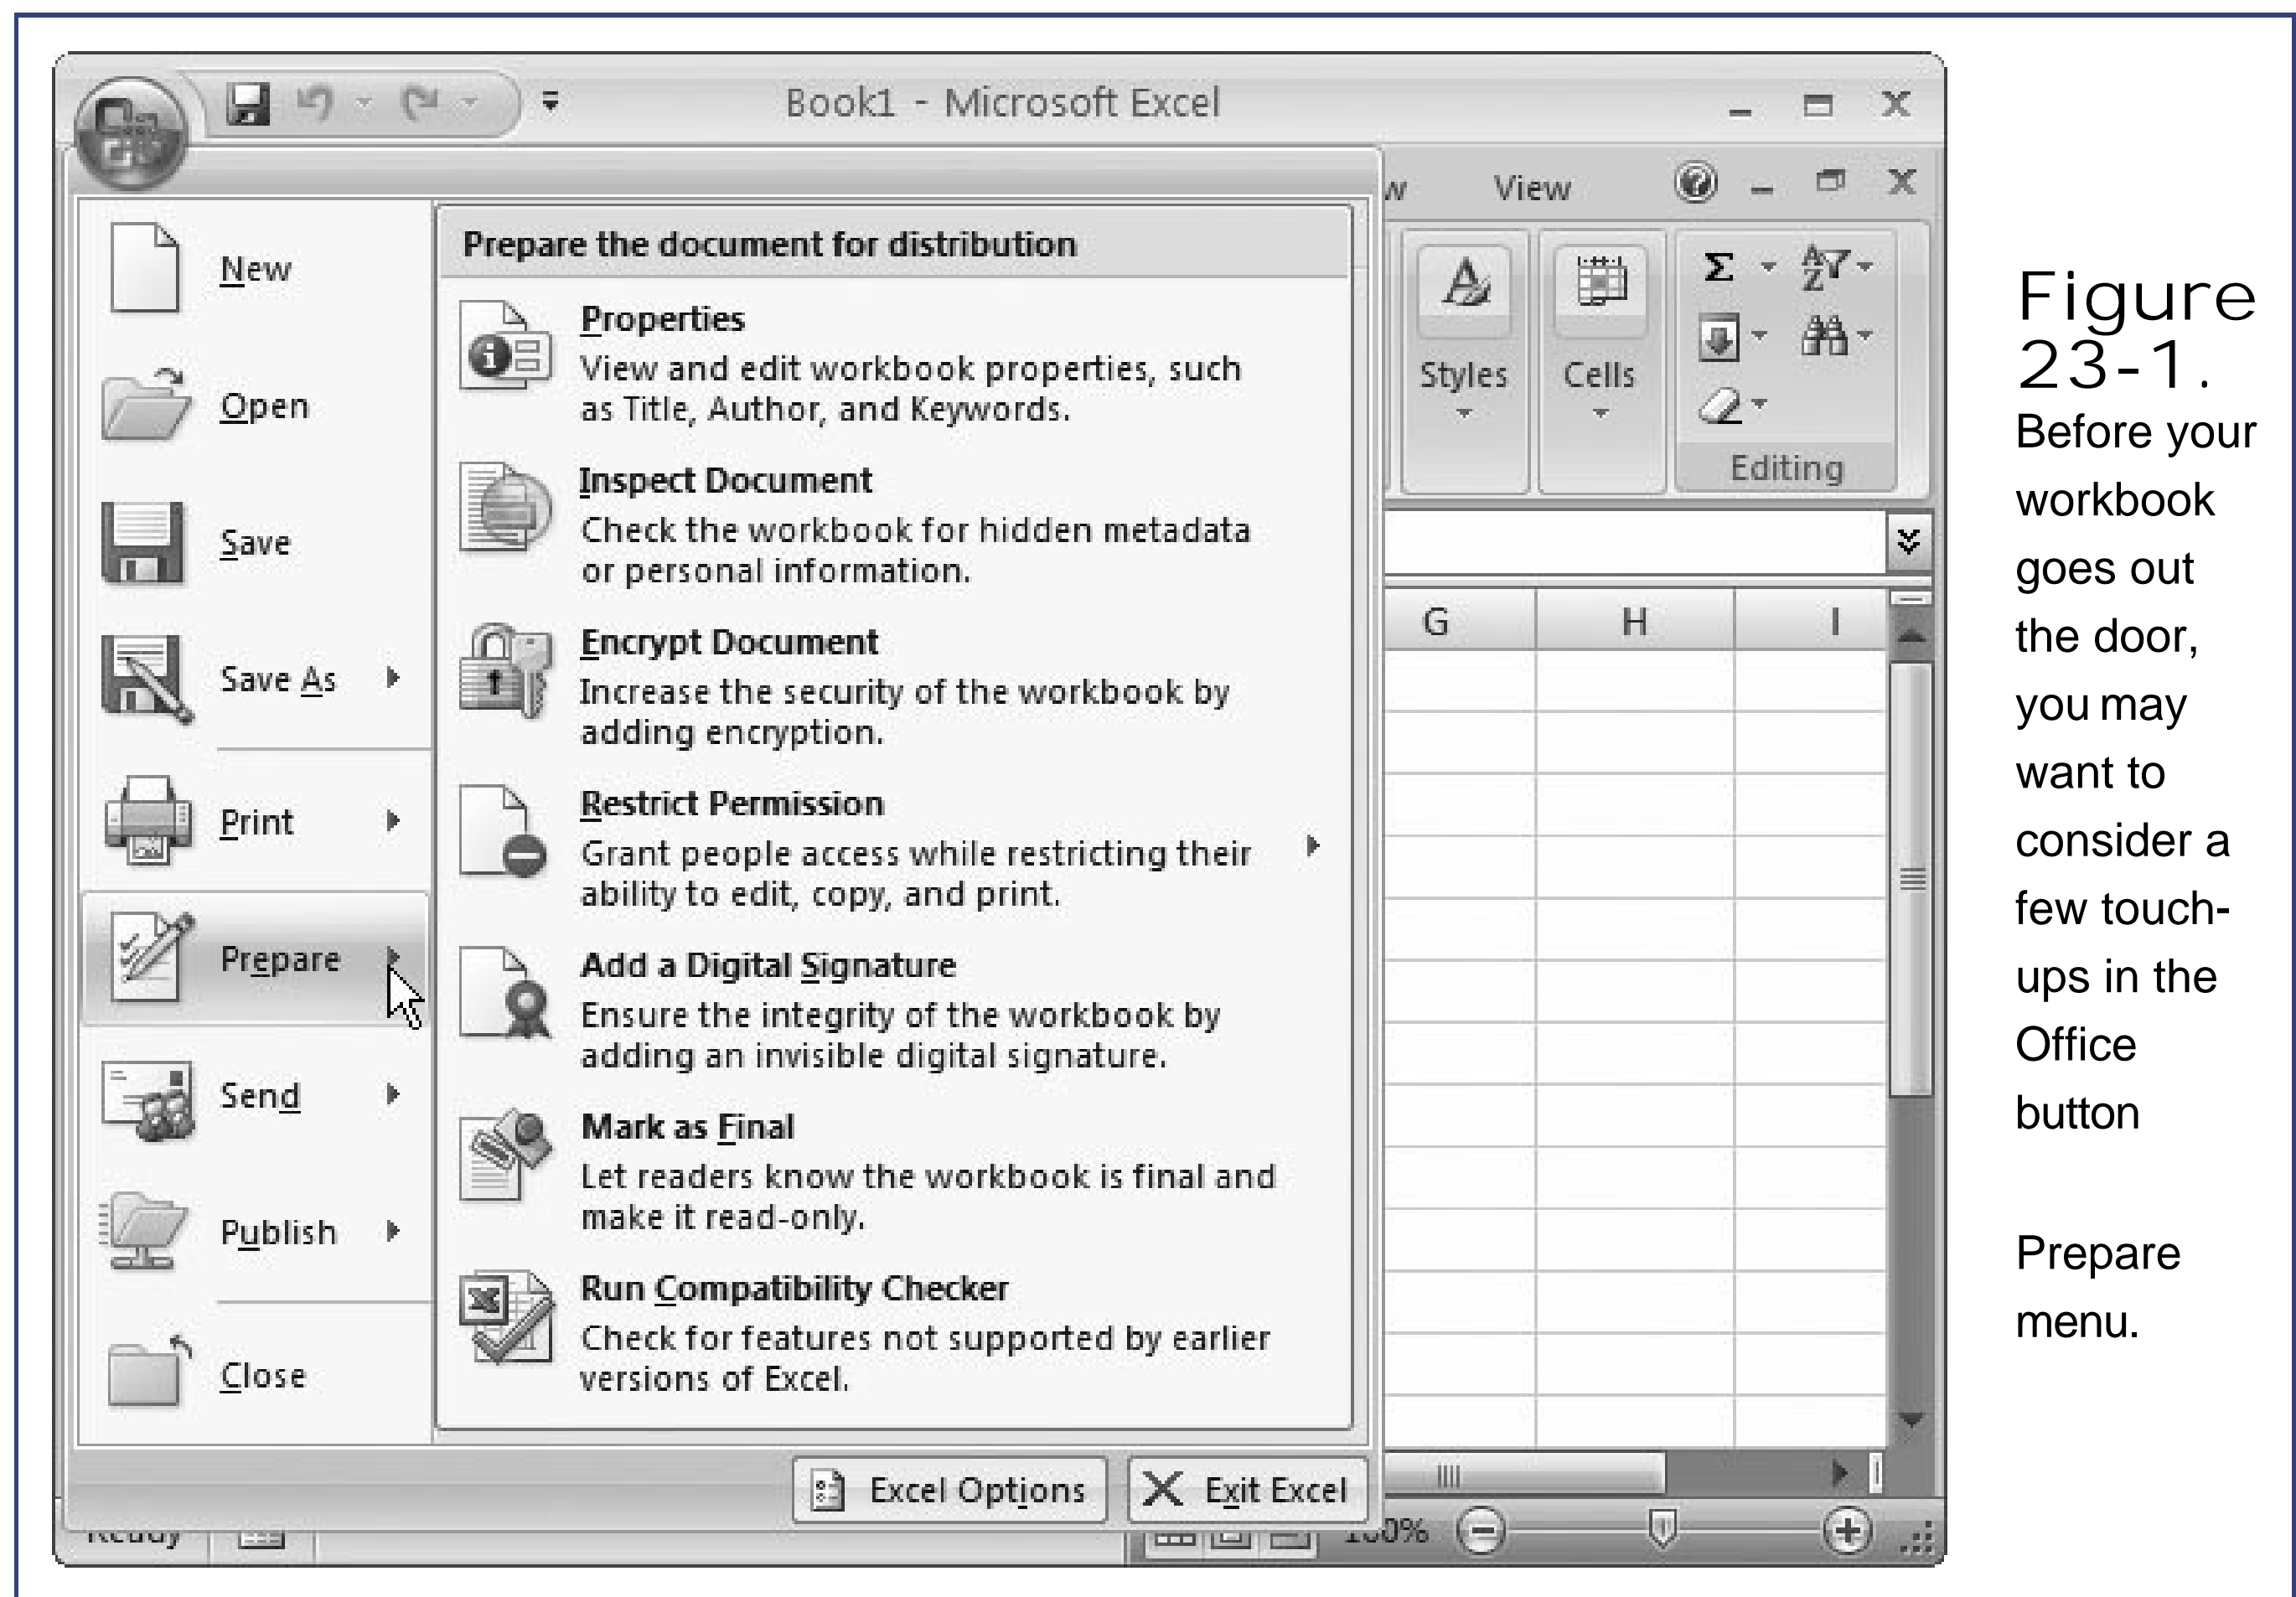 Book1 - Microsoft Excel
w View
New
Open
Save
Save As
Print
Prepare
Send
Publish
Close
Prepare the document for distribution
Properties
View and edit workbook properties, such
as Title, Author, and Keywords.
Inspect Document
Check the workbook for hidden metadata
or personal information.
Encrypt Document
Increase the security of the workbook by
adding encryption.
Restrict Permission
Grant people access while restricting their
ability to edit, copy, and print.
Add a Digital Signature
Ensure the integrity of the workbook by
adding an invisible digital signature.
Mark as Final
Let readers know the workbook is final and
make it read-only.
Run Compatibility Checker
Check for features not supported by earlier
versions of Excel.
Excel Options
Exit Excel
Styles
Cells
Editing
G H I
Ready
100%
Figure
23-1.
Before your
workbook
goes out
the door,
you may
want to
consider a
few touch-
ups in the
Office
button
Prepare
menu.